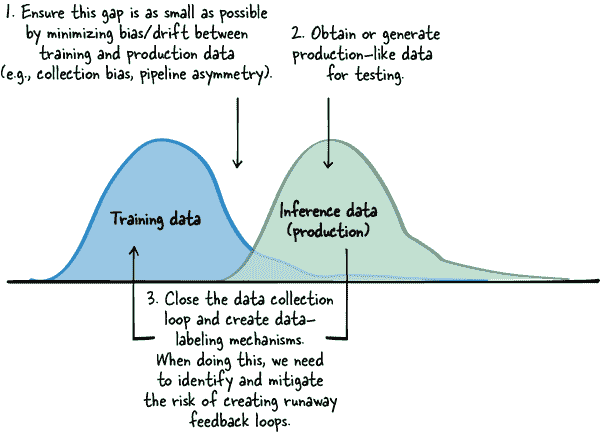 1. Ensure this gap is as small as possible
by minimizing bias/drift between
training and production data
(e.g., collection bias, pipeline asymmetry).
2. Obtain or generate
production-like data
for testing.
Training data
Inference data
(production)
3. Close the data collection
loop and create data-
labeling mechanisms.
When doing this, we need
to identify and mitigate
the risk of creating runaway
feedback loops.